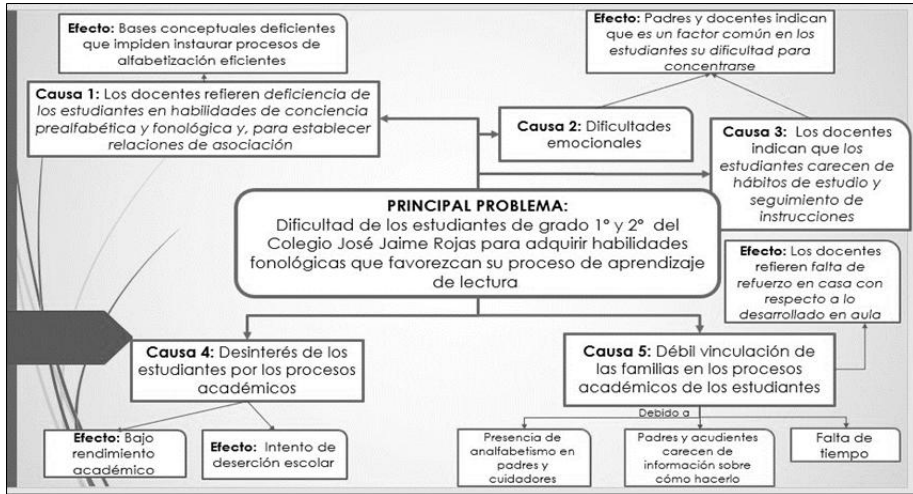 Efecto: Bases conceptuales deficientes
que impiden instaurar procesos de
alfabetización eficientes
Efecto: Padres y docentes indican
que es un factor común en los
estudiantes su dificultad para
concentrarse
Causa 1: Los docentes refieren deficiencia de
los estudiantes en habilidades de conciencia
prealfabética y fonológica y, para establecer
relaciones de asociación
Causa 2: Dificultades
emocionales
Causa 3: Los docentes
indican que los
estudiantes carecen de
hábitos de estudio y
seguimiento de
instrucciones
PRINCIPAL PROBLEMA:
Dificultad de los estudiantes de grado 1° y 2° del
Colegio José Jaime Rojas para adquirir habilidades
fonológicas que favorezcan su proceso de aprendizaje
de lectura
Efecto: Los docentes
refieren falta de
refuerzo en casa con
respecto a lo
desarrollado en aula
Causa 4: Desinterés de los
estudiantes por los procesos
académicos
Causa 5: Débil vinculación de
las familias en los procesos
académicos de los estudiantes
Debido a
Efecto: Bajo
rendimiento
académico
Efecto: Intento de
deserción escolar
Presencia de
analfabetismo en
padres y
cuidadores
Padres y acudientes
carecen de
información sobre
cómo hacerlo
Falta de
tiempo